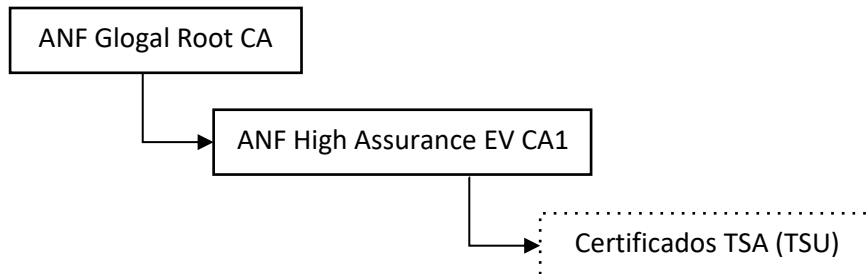 ANF Glogal Root CA
ANF High Assurance EV CA1
Certificados TSA (TSU)